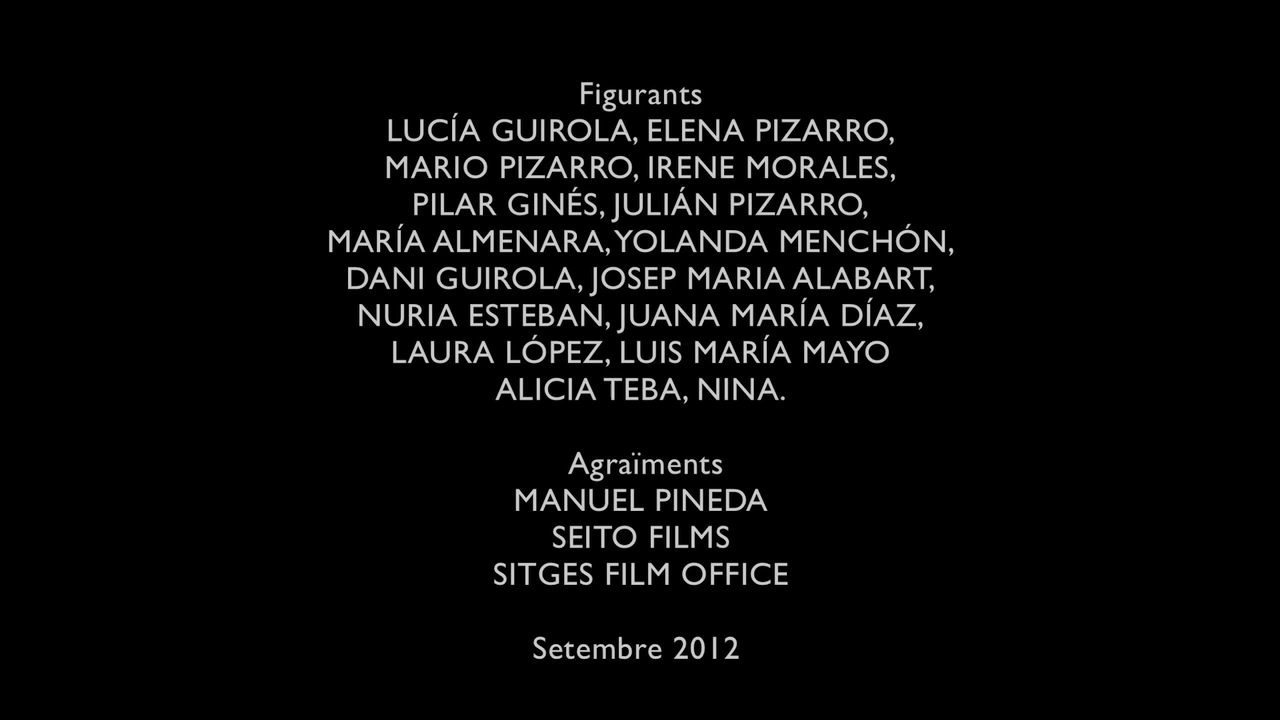 Figurants
LUCÍA GUIROLA, ELENA PIZARRO,
MARIO PIZARRO, IRENE MORALES,
PILAR GINÉS, JULIÁN PIZARRO,
MARÍA ALMENARA, YOLANDA MENCHÓN,
DANI GUIROLA, JOSEP MARIA ALABART,
NURIA ESTEBAN, JUANA MARÍA DÍAZ,
LAURA LÓPEZ, LUIS MARÍA MAYO
ALICIA TEBA, NINA.
Agraïments
MANUEL PINEDA
SEITO FILMS
SITGES FILM OFFICE
Setembre 2012